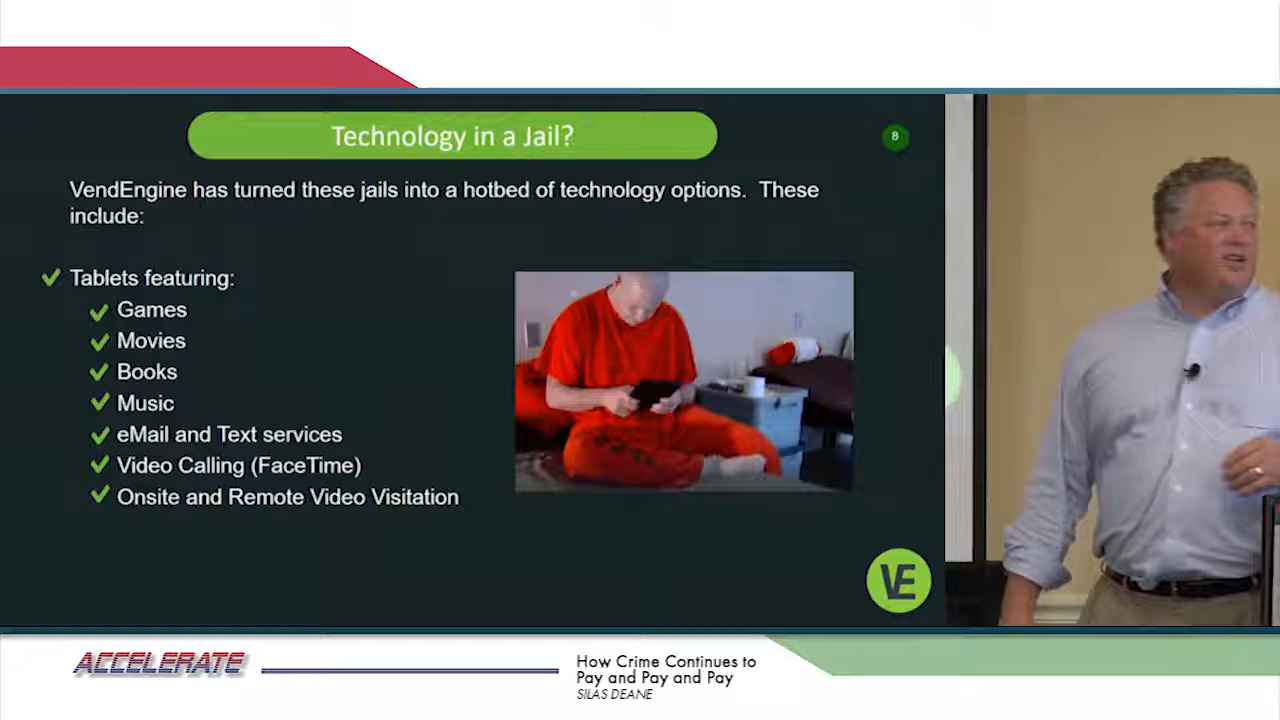 Technology in a Jail?
8
VendEngine has turned these jails into a hotbed of technology options. These
include:
Tablets featuring:
Games
Movies
Books
Music
eMail and Text services
Video Calling (FaceTime)
Onsite and Remote Video Visitation
VE
ACCELERATE
How Crime Continues to
Pay and Pay and Pay
SILAS DEANE